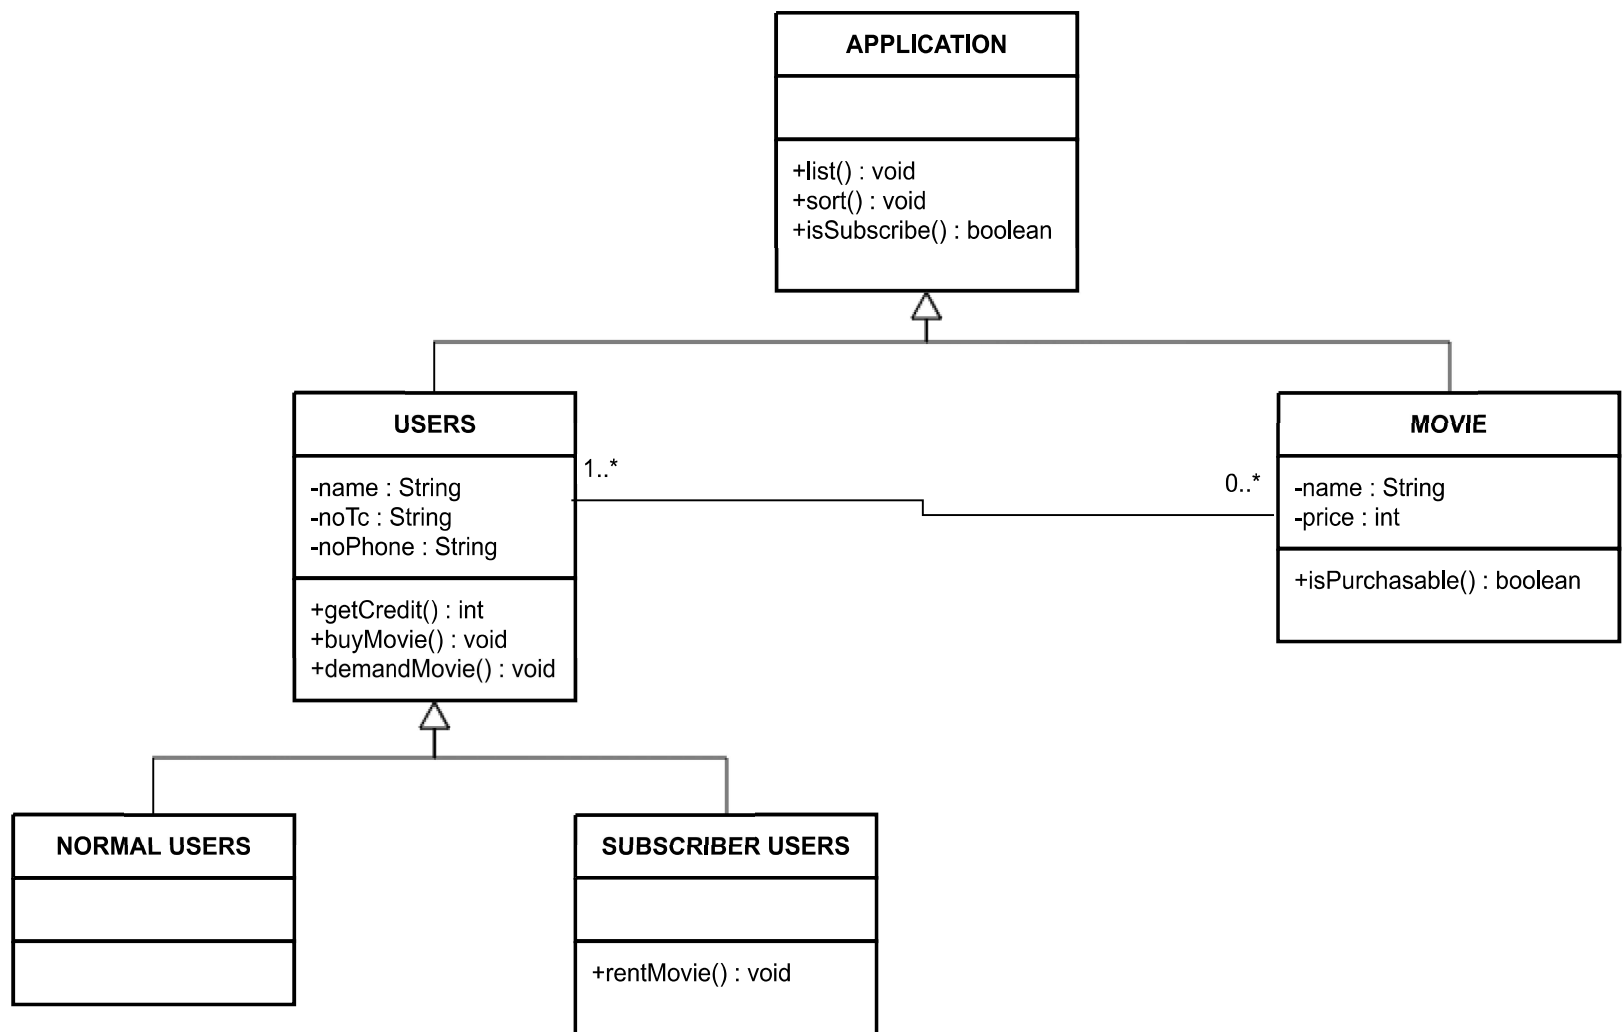 APPLICATION
+list() : void
+sort() : void
+isSubscribe() : boolean
USERS
-name : String
-noTc : String
-noPhone : String
+getCredit() : int
+buyMovie() : void
+demandMovie() : void
1..*
0..*
MOVIE
-name : String
-price : int
+isPurchasable() : boolean
NORMAL USERS
SUBSCRIBER USERS
+rentMovie() : void